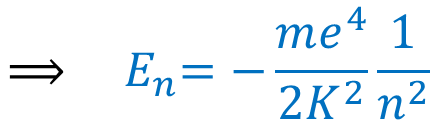 ⟹ Eₙ= − me⁴/2K² 1/n²